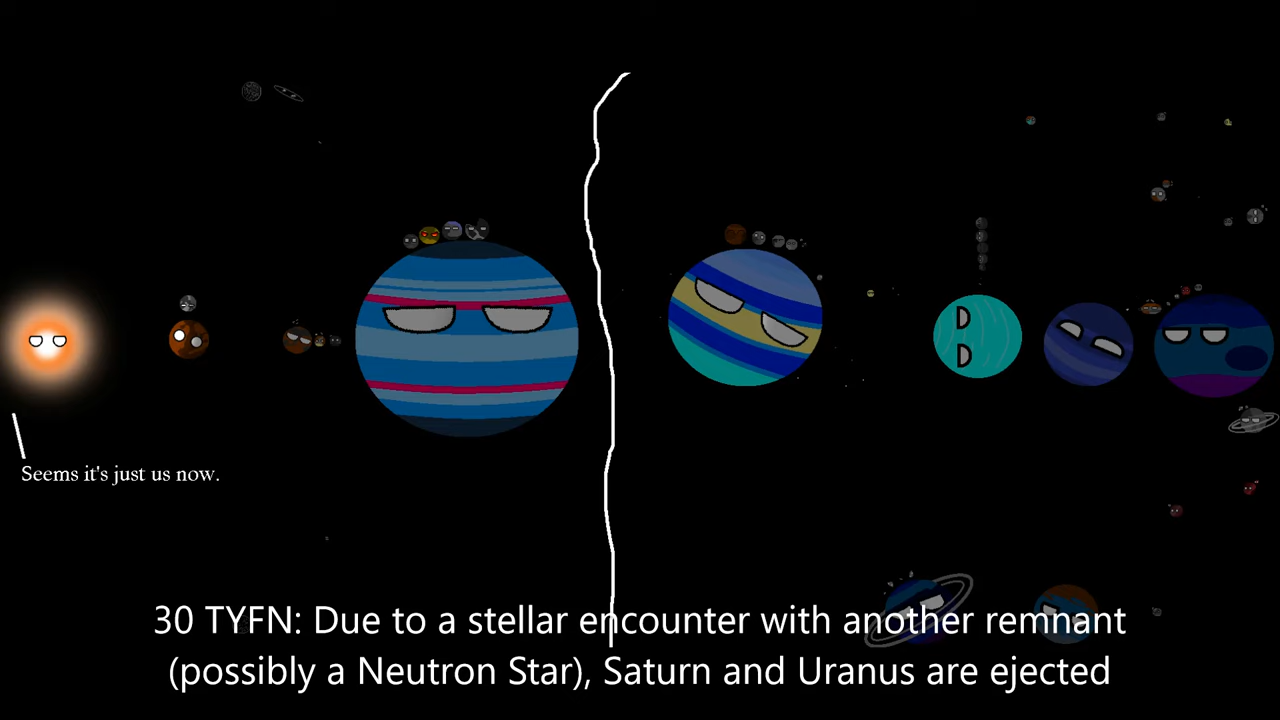 Seems it's just us now.
30 TYFN: Due to a stellar encounter with another remnant
(possibly a Neutron Star), Saturn and Uranus are ejected